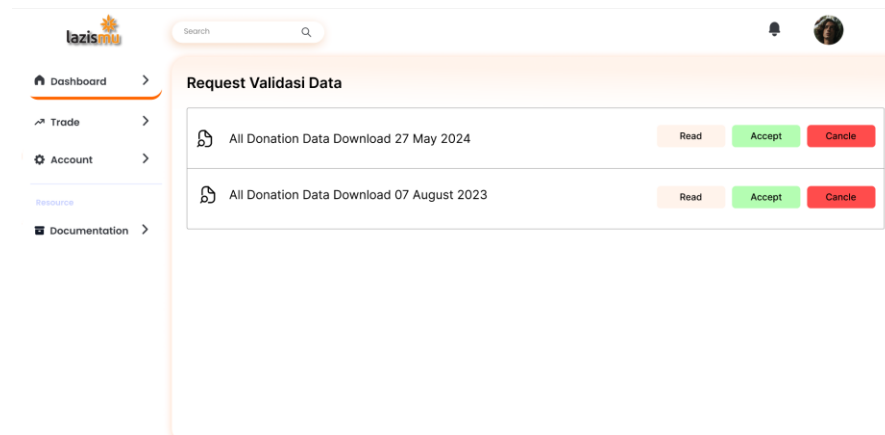 lazismu
Search
Dashboard
Trade
Account
Resource
Documentation
Request Validasi Data
All Donation Data Download 27 May 2024
Read
Accept
Cancle
All Donation Data Download 07 August 2023
Read
Accept
Cancle